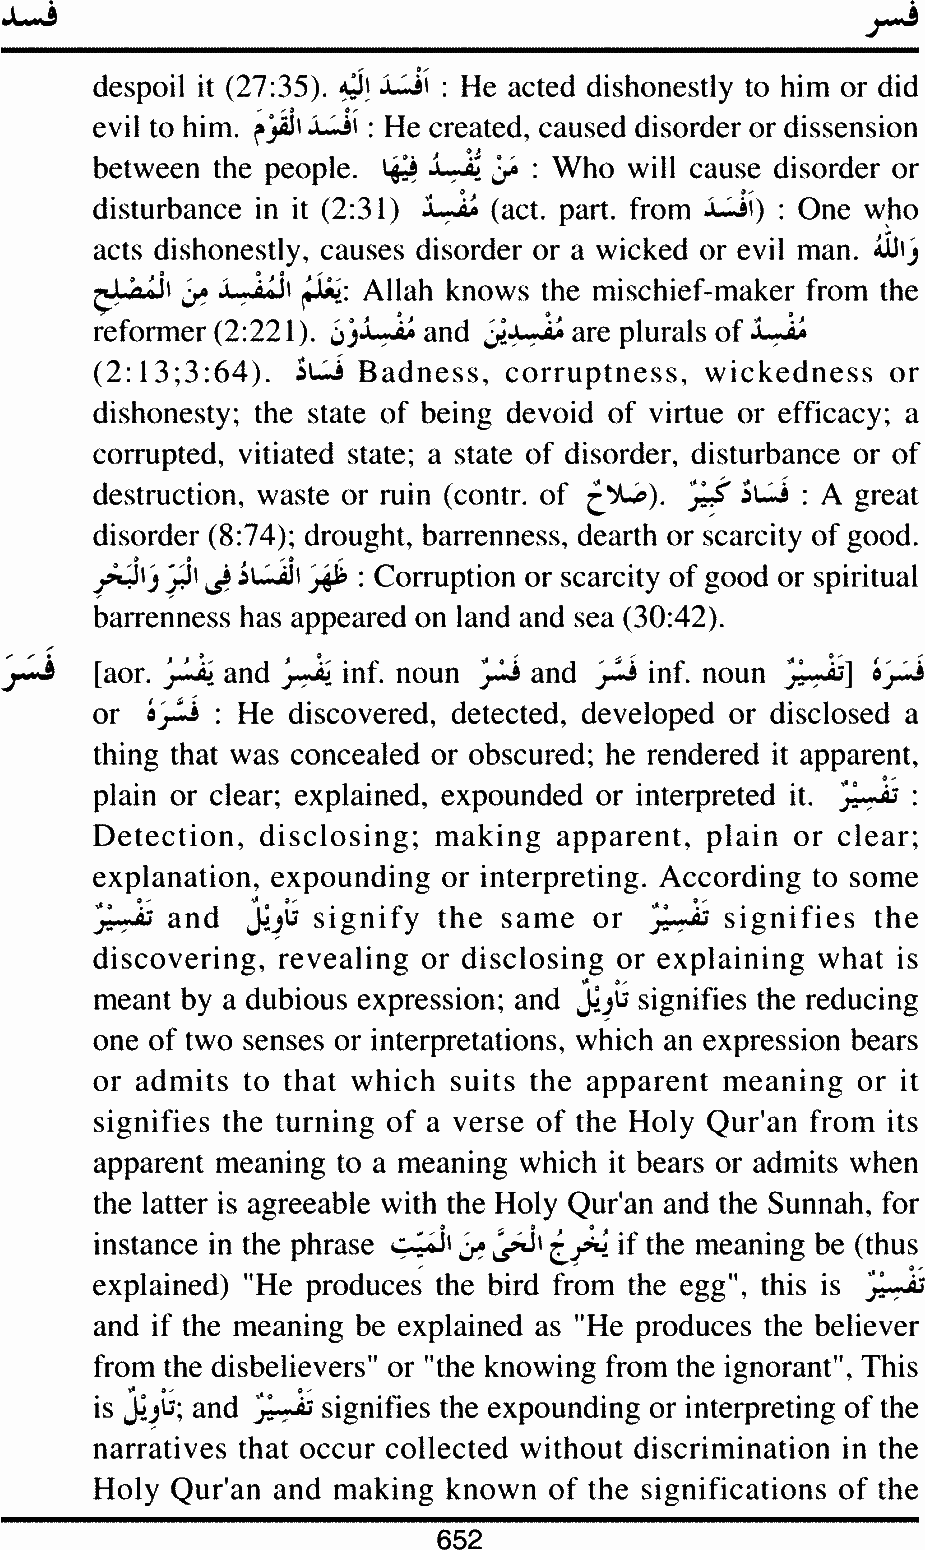 فسد فسر
despoil it (27:35). اَفْسَدَ اِلَيْهِ : He acted dishonestly to him or did
evil to him. اَفْسَدَ الْقَوْمَ : He created, caused disorder or dissension
between the people. مَنْ يُّفْسِدُ فِيْهَا : Who will cause disorder or
disturbance in it (2:31) مُفْسِدٌ (act. part. from اَفْسَدَ) : One who
acts dishonestly, causes disorder or a wicked or evil man. وَاللّٰهُ
يَعْلَمُ الْمُفْسِدَ مِنَ الْمُصْلِحِ: Allah knows the mischief-maker from the
reformer (2:221). مُفْسِدُوْنَ and مُفْسِدِيْنَ are plurals of مُفْسِدٌ
(2:13;3:64). فَسَادٌ Badness, corruptness, wickedness or
dishonesty; the state of being devoid of virtue or efficacy; a
corrupted, vitiated state; a state of disorder, disturbance or of
destruction, waste or ruin (contr. of صَلاَحٌ). فَسَادٌ كَبِيْرٌ : A great
disorder (8:74); drought, barrenness, dearth or scarcity of good.
ظَهَرَ الْفَسَادُ فِى الْبَرِّ وَالْبَحْرِ : Corruption or scarcity of good or spiritual
barrenness has appeared on land and sea (30:42).
فَسَرَ [aor. يَفْسُرُ and يَفْسِرُ inf. noun فَسْرٌ and فَسَّرَ inf. noun تَفْسِيْرٌ] فَسَرَهُ
or فَسَّرَهُ : He discovered, detected, developed or disclosed a
thing that was concealed or obscured; he rendered it apparent,
plain or clear; explained, expounded or interpreted it. تَفْسِيْرٌ :
Detection, disclosing; making apparent, plain or clear;
explanation, expounding or interpreting. According to some
تَفْسِيْرٌ and تَأْوِيْلٌ signify the same or تَفْسِيْرٌ signifies the
discovering, revealing or disclosing or explaining what is
meant by a dubious expression; and تَأْوِيْلٌ signifies the reducing
one of two senses or interpretations, which an expression bears
or admits to that which suits the apparent meaning or it
signifies the turning of a verse of the Holy Qur'an from its
apparent meaning to a meaning which it bears or admits when
the latter is agreeable with the Holy Qur'an and the Sunnah, for
instance in the phrase يُخْرِجُ الْحَىَّ مِنَ الْمَيِّتِ if the meaning be (thus
explained) "He produces the bird from the egg", this is تَفْسِيْرٌ
and if the meaning be explained as "He produces the believer
from the disbelievers" or "the knowing from the ignorant", This
is تَأْوِيْلٌ; and تَفْسِيْرٌ signifies the expounding or interpreting of the
narratives that occur collected without discrimination in the
Holy Qur'an and making known of the significations of the
652